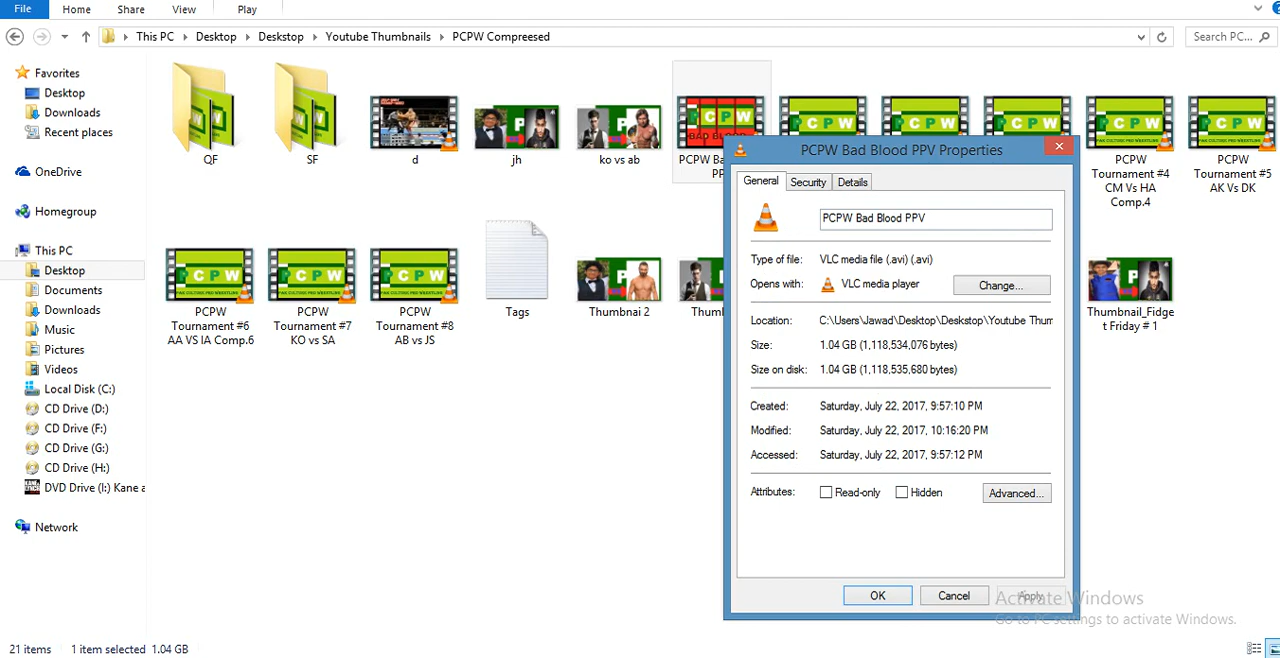 File
Home
Share
View
Play
This PC
Desktop
Deskstop
Youtube Thumbnails
PCPW Compreesed
Search PC...
Favorites
Desktop
Downloads
Recent places
OneDrive
Homegroup
This PC
Desktop
Documents
Downloads
Music
Pictures
Videos
Local Disk (C:)
CD Drive (D:)
CD Drive (F:)
CD Drive (G:)
CD Drive (H:)
DVD Drive (I:) Kane a
Network
QF
SF
d
jh
ko vs ab
PCPW Ba
PP
PCPW
Tournament #4
CM Vs HA
Comp.4
PCPW
Tournament #5
AK Vs DK
PCPW
Tournament #6
AA VS IA Comp.6
PCPW
Tournament #7
KO vs SA
PCPW
Tournament #8
AB vs JS
Tags
Thumbnai 2
Thumb
Thumbnail_Fidge
t Friday # 1
PCPW Bad Blood PPV Properties
General
Security
Details
PCPW Bad Blood PPV
Type of file: VLC media file (.avi) (.avi)
Opens with: VLC media player
Change...
Location: C:\Users\Jawad\Desktop\Deskstop\Youtube Thum
Size: 1.04 GB (1,118,534,076 bytes)
Size on disk: 1.04 GB (1,118,535,680 bytes)
Created: Saturday, July 22, 2017, 9:57:10 PM
Modified: Saturday, July 22, 2017, 10:16:20 PM
Accessed: Saturday, July 22, 2017, 9:57:12 PM
Attributes: Read-only Hidden Advanced...
OK
Cancel
Apply
Activate Windows
Go to PC settings to activate Windows.
21 items 1 item selected 1.04 GB